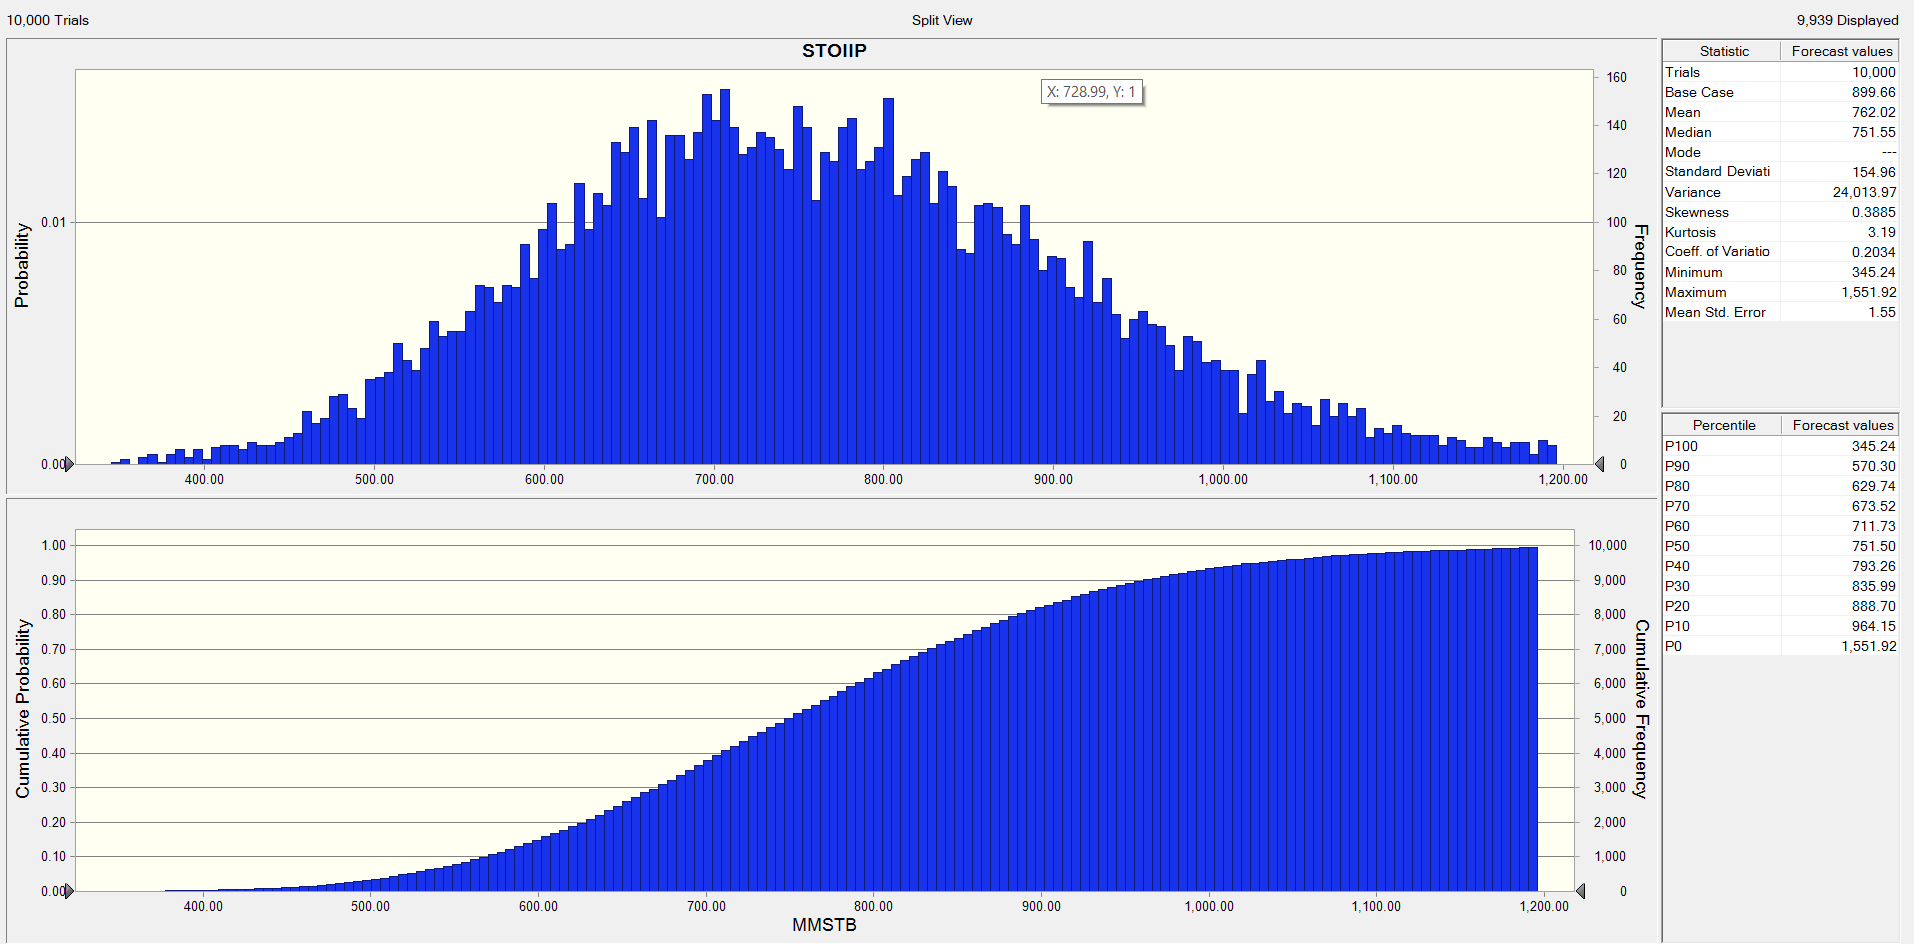 10,000 Trials
Split View
9,939 Displayed
STOIIP
X: 728.99, Y: 1
Probability
0.01
0.00
160
140
120
100
80
60
40
20
0
Frequency
400.00 500.00 600.00 700.00 800.00 900.00 1,000.00 1,100.00 1,200.00
Cumulative Probability
1.00
0.90
0.80
0.70
0.60
0.50
0.40
0.30
0.20
0.10
0.00
10,000
9,000
8,000
7,000
6,000
5,000
4,000
3,000
2,000
1,000
0
Cumulative Frequency
400.00 500.00 600.00 700.00 800.00 900.00 1,000.00 1,100.00 1,200.00
MMSTB
Statistic Forecast values
Trials 10,000
Base Case 899.66
Mean 762.02
Median 751.55
Mode ---
Standard Deviati 154.96
Variance 24,013.97
Skewness 0.3885
Kurtosis 3.19
Coeff. of Variatio 0.2034
Minimum 345.24
Maximum 1,551.92
Mean Std. Error 1.55
Percentile Forecast values
P100 345.24
P90 570.30
P80 629.74
P70 673.52
P60 711.73
P50 751.50
P40 793.26
P30 835.99
P20 888.70
P10 964.15
P0 1,551.92